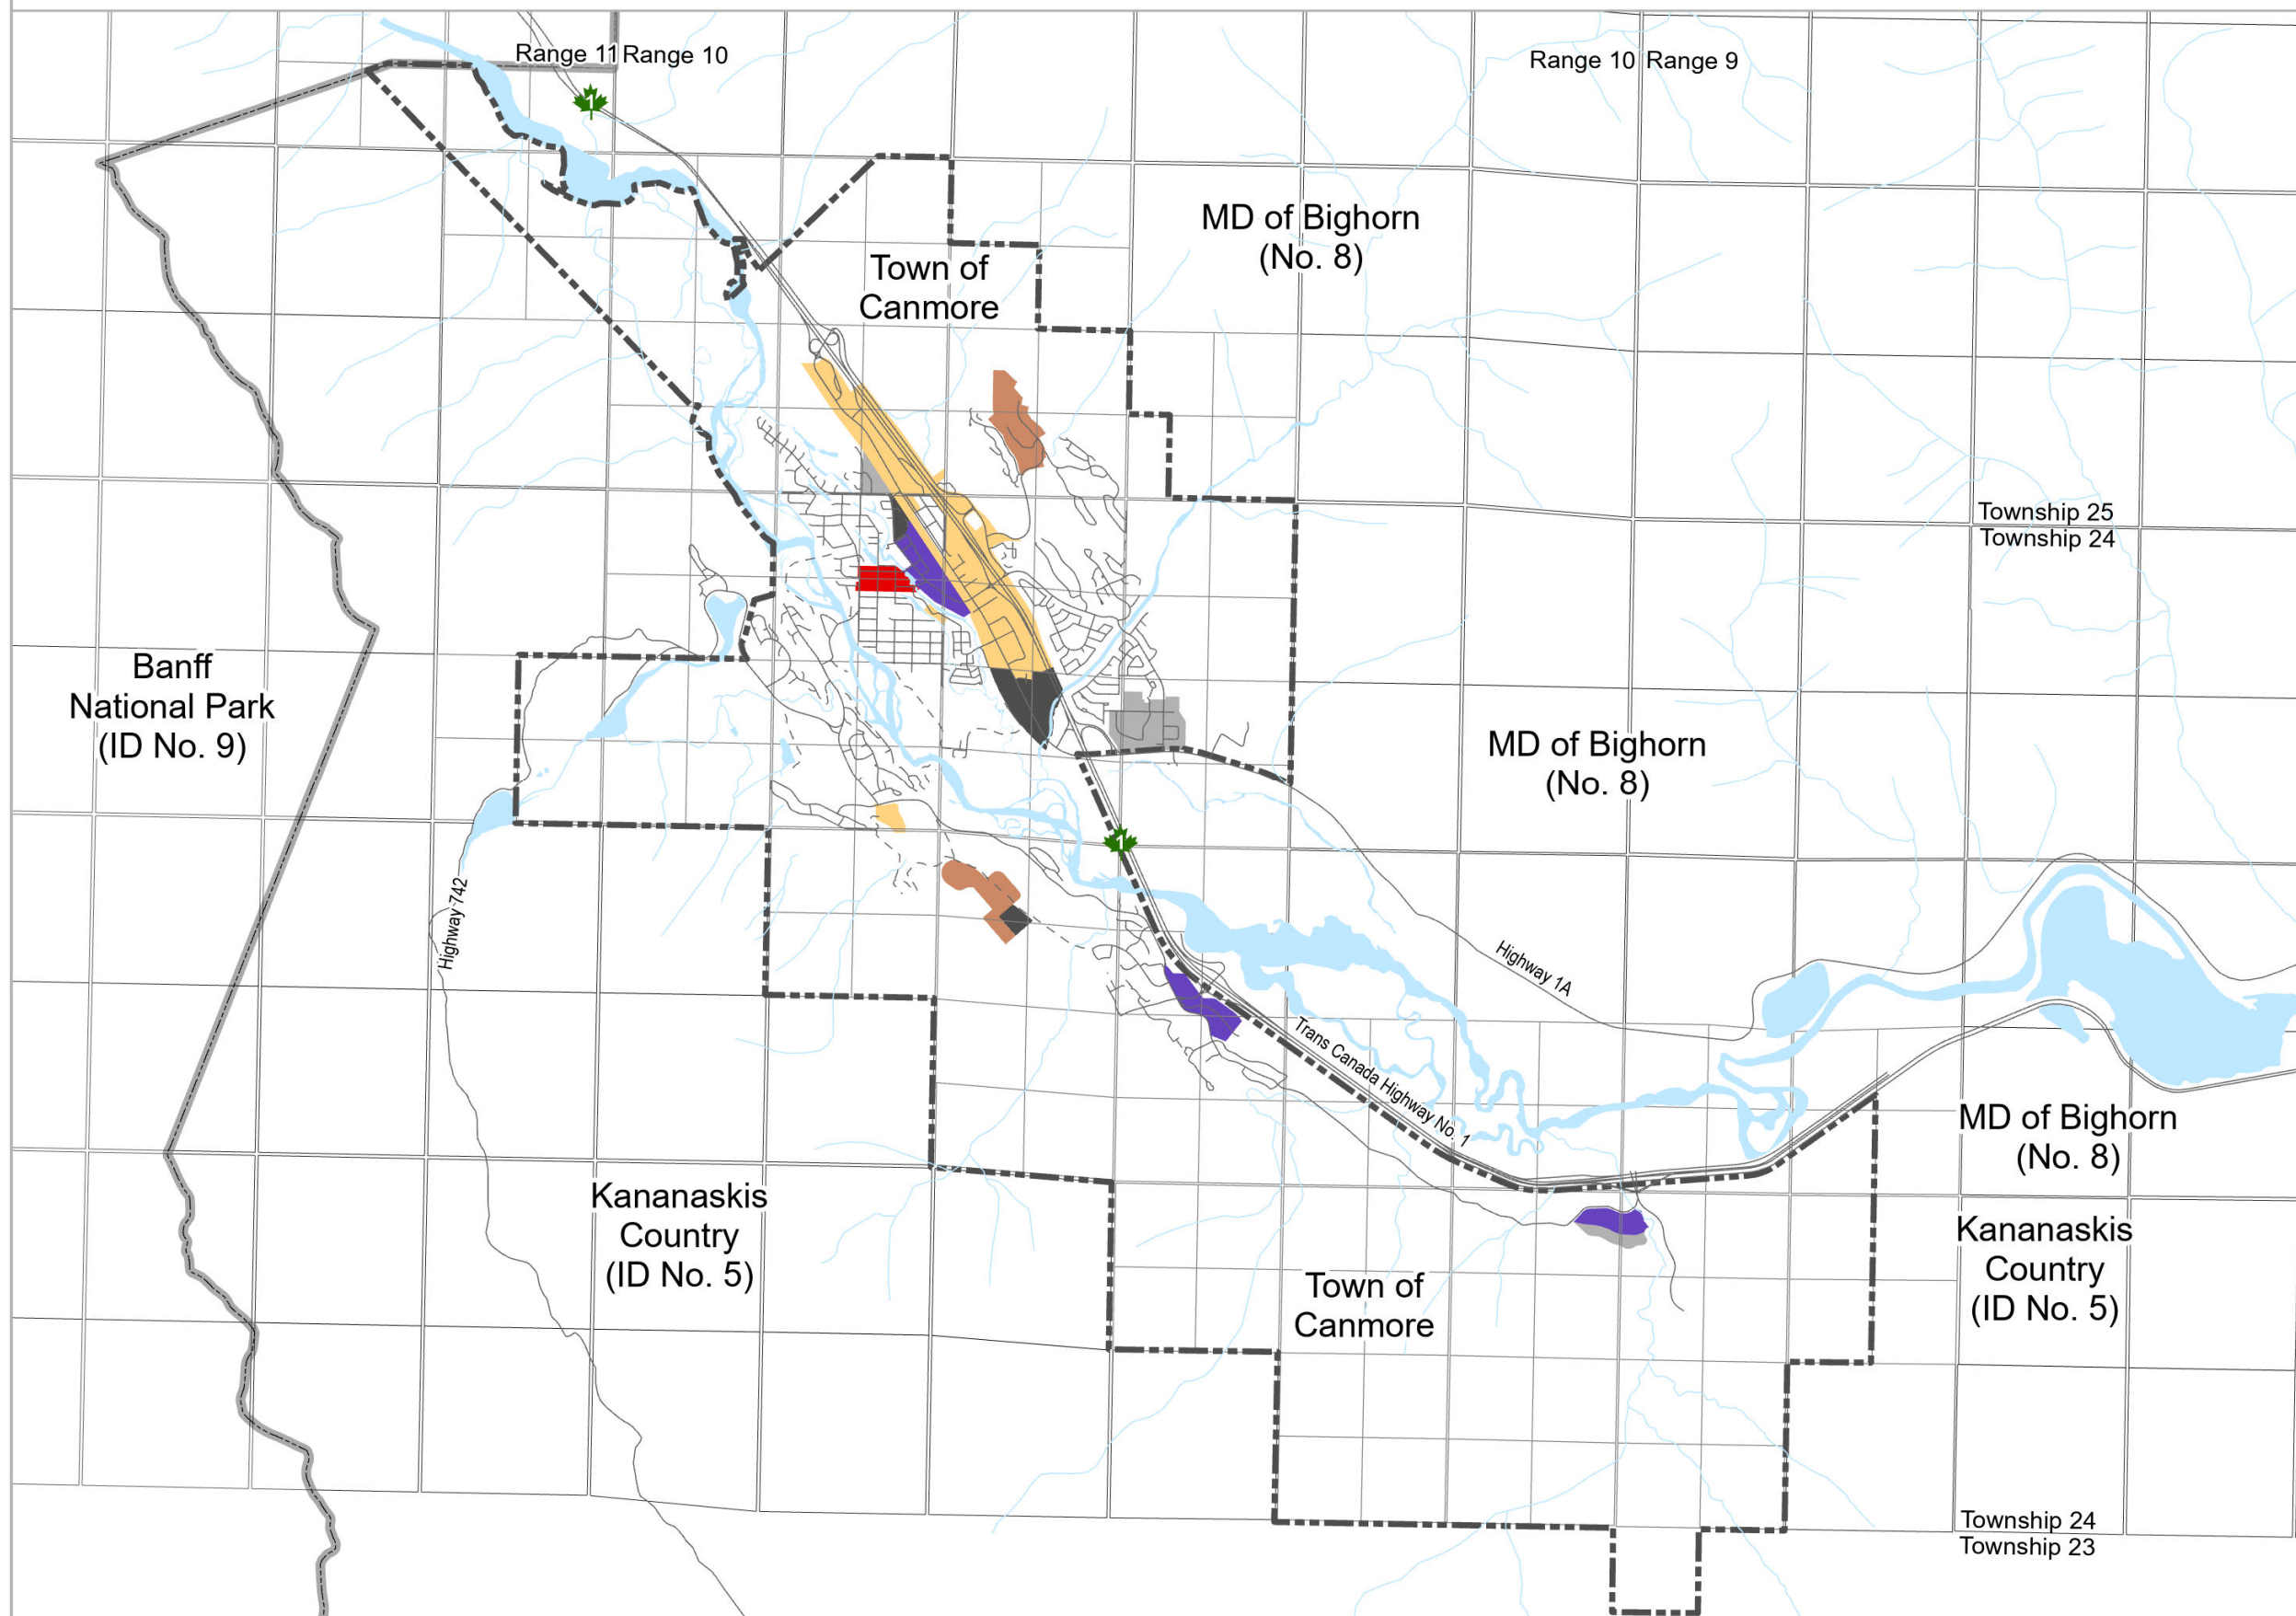 Range 11 Range 10
Range 10 Range 9
1
MD of Bighorn
(No. 8)
Town of
Canmore
Township 25
Township 24
Banff
National Park
(ID No. 9)
MD of Bighorn
(No. 8)
1
Highway 742
Highway 1A
Trans Canada Highway No. 1
MD of Bighorn
(No. 8)
Kananaskis
Country
(ID No. 5)
Kananaskis
Country
(ID No. 5)
Town of
Canmore
Township 24
Township 23